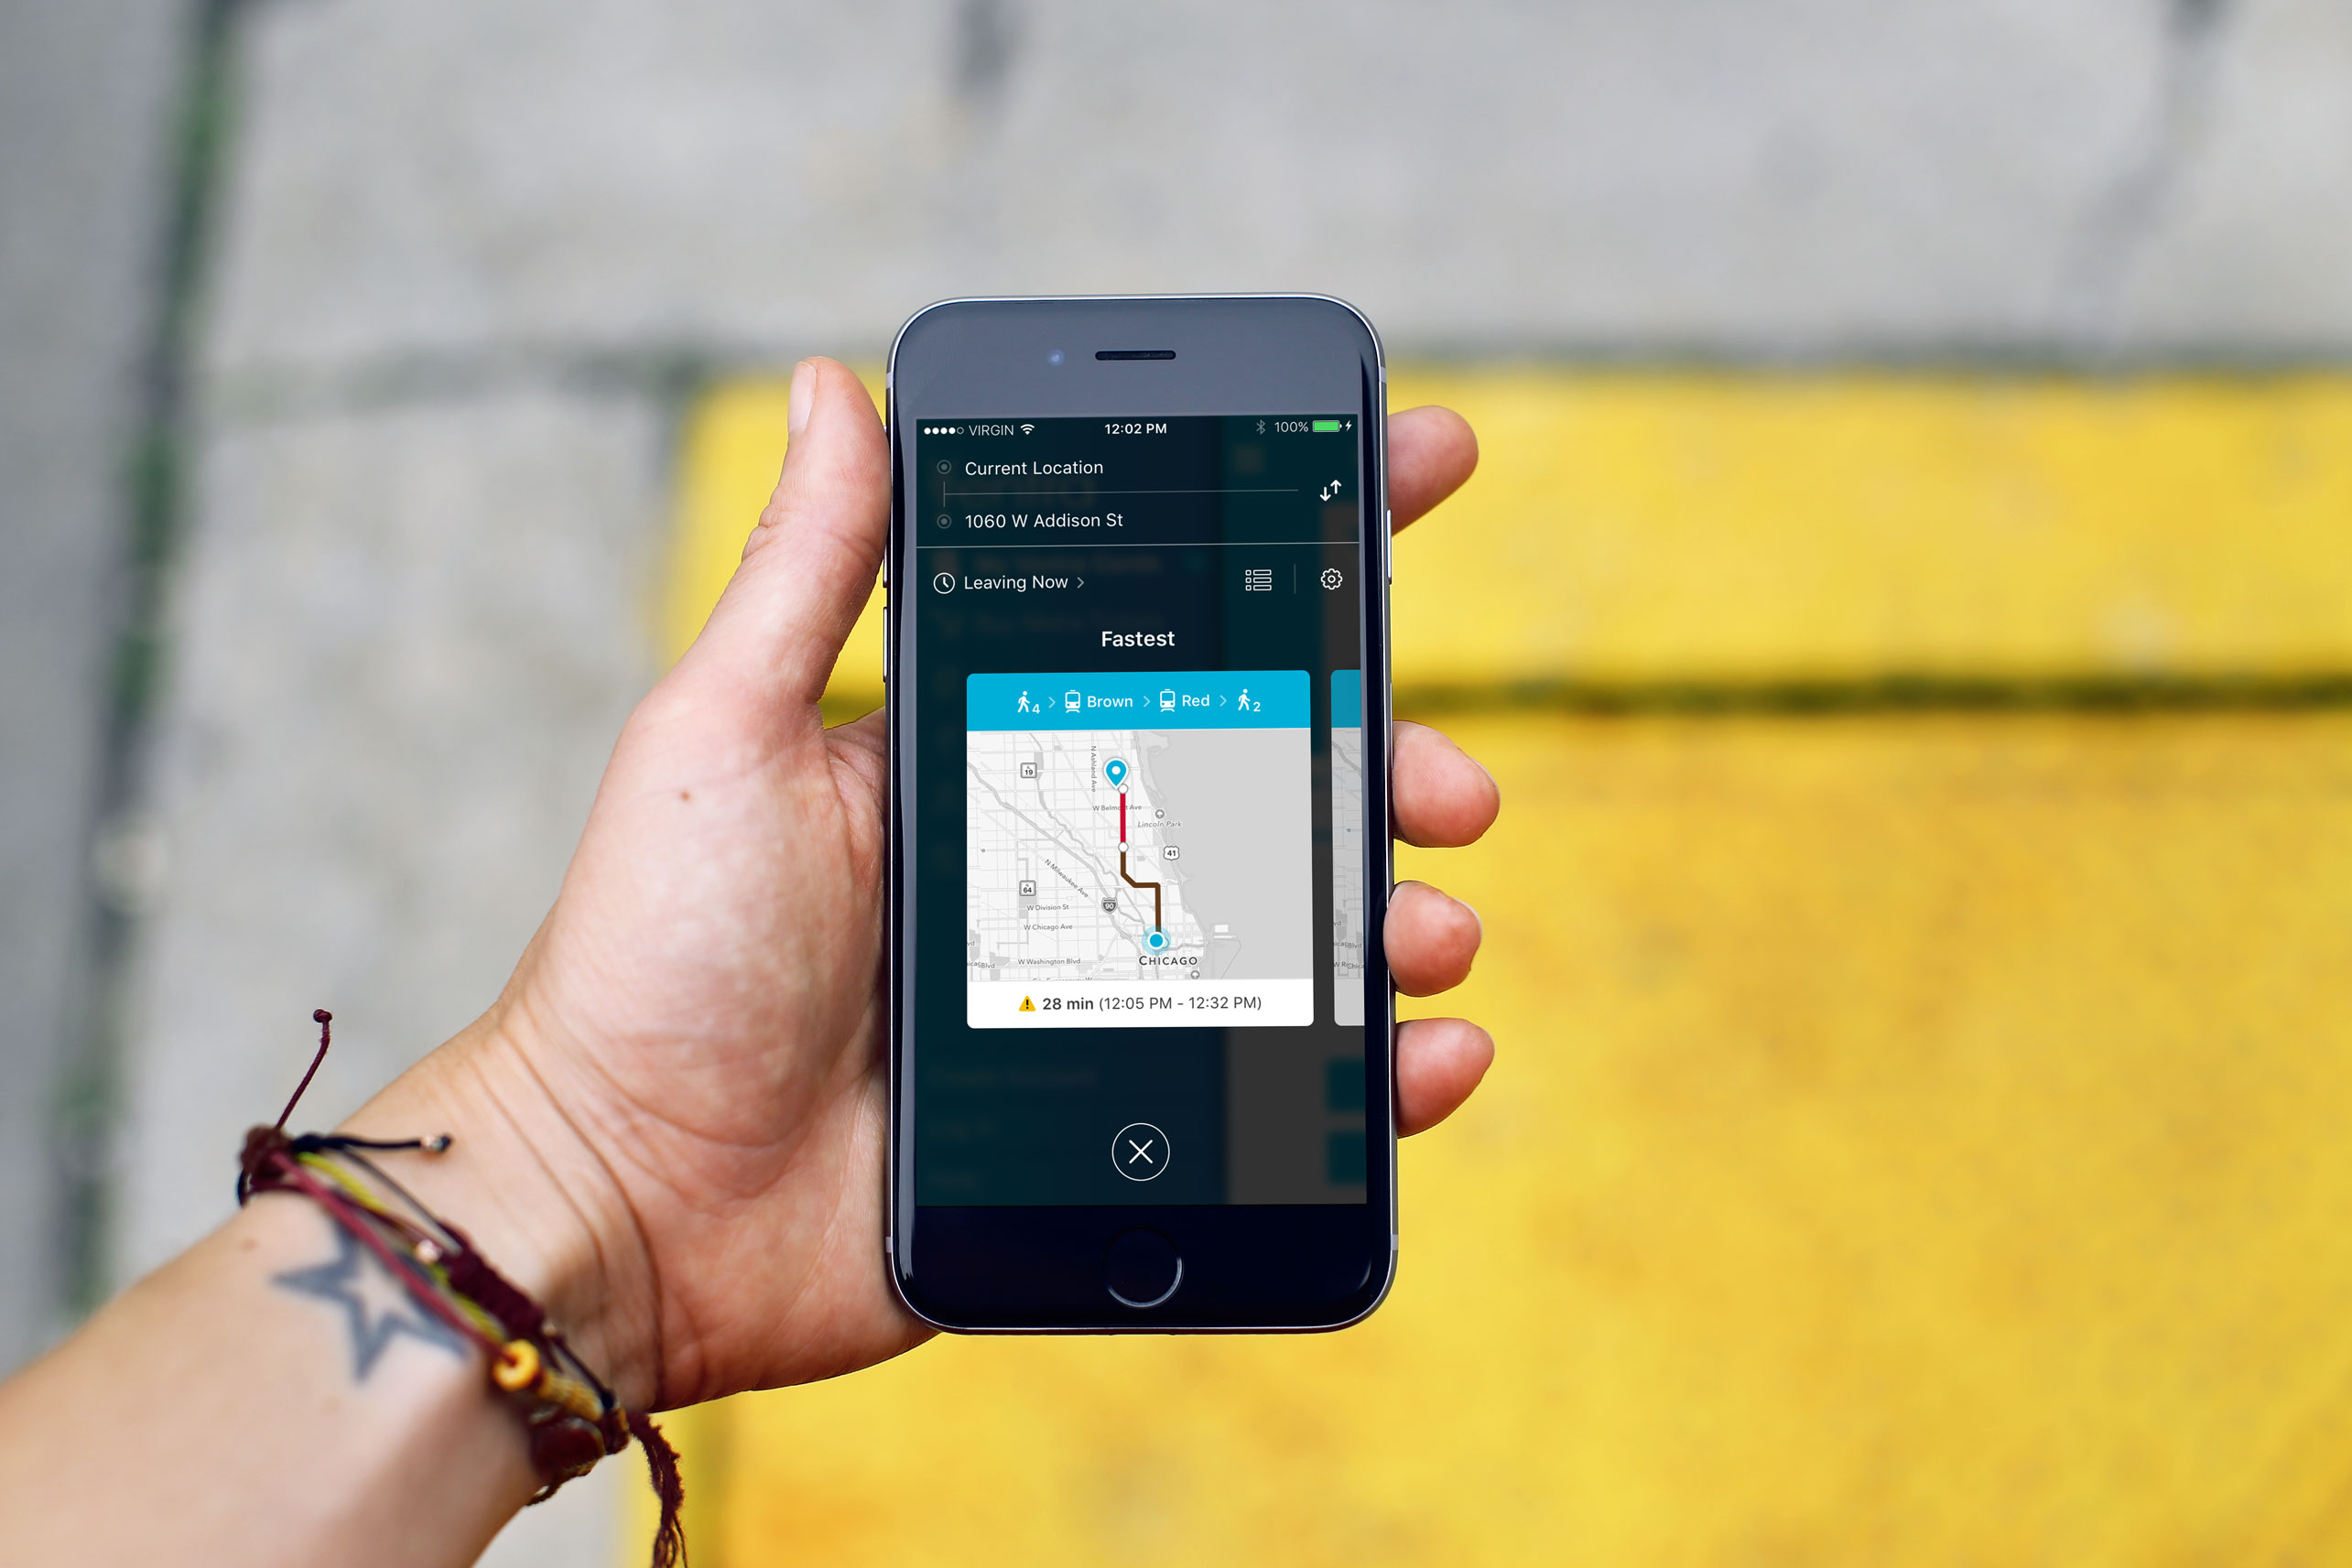 VIRGIN 12:02 PM 100%
Current Location
1060 W Addison St
Leaving Now >
Fastest
4 > Brown > Red > 2
19
N Ashland Ave
W Belmont Ave
Lincoln Park
41
N Milwaukee Ave
64
90
W Division St
W Chicago Ave
W Washington Blvd
CHICAGO
28 min (12:05 PM - 12:32 PM)